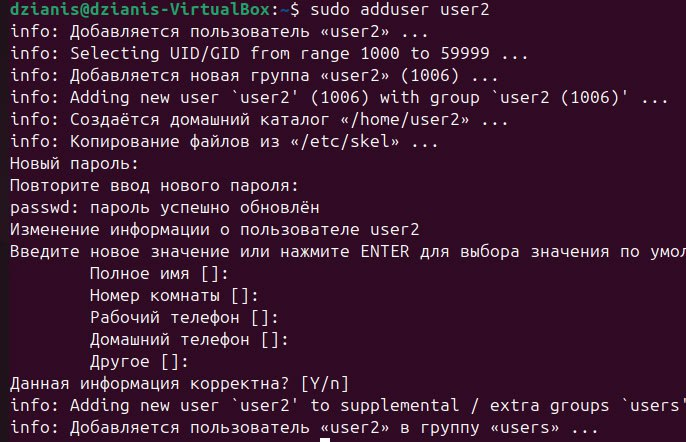 dzianis@dzianis-VirtualBox:~$ sudo adduser user2
info: Добавляется пользователь «user2» ...
info: Selecting UID/GID from range 1000 to 59999 ...
info: Добавляется новая группа «user2» (1006) ...
info: Adding new user `user2' (1006) with group `user2 (1006)' ...
info: Создаётся домашний каталог «/home/user2» ...
info: Копирование файлов из «/etc/skel» ...
Новый пароль:
Повторите ввод нового пароля:
passwd: пароль успешно обновлён
Изменение информации о пользователе user2
Введите новое значение или нажмите ENTER для выбора значения по умол
Полное имя []:
Номер комнаты []:
Рабочий телефон []:
Домашний телефон []:
Другое []:
Данная информация корректна? [Y/n]
info: Adding new user `user2' to supplemental / extra groups `users'
info: Добавляется пользователь «user2» в группу «users» ...